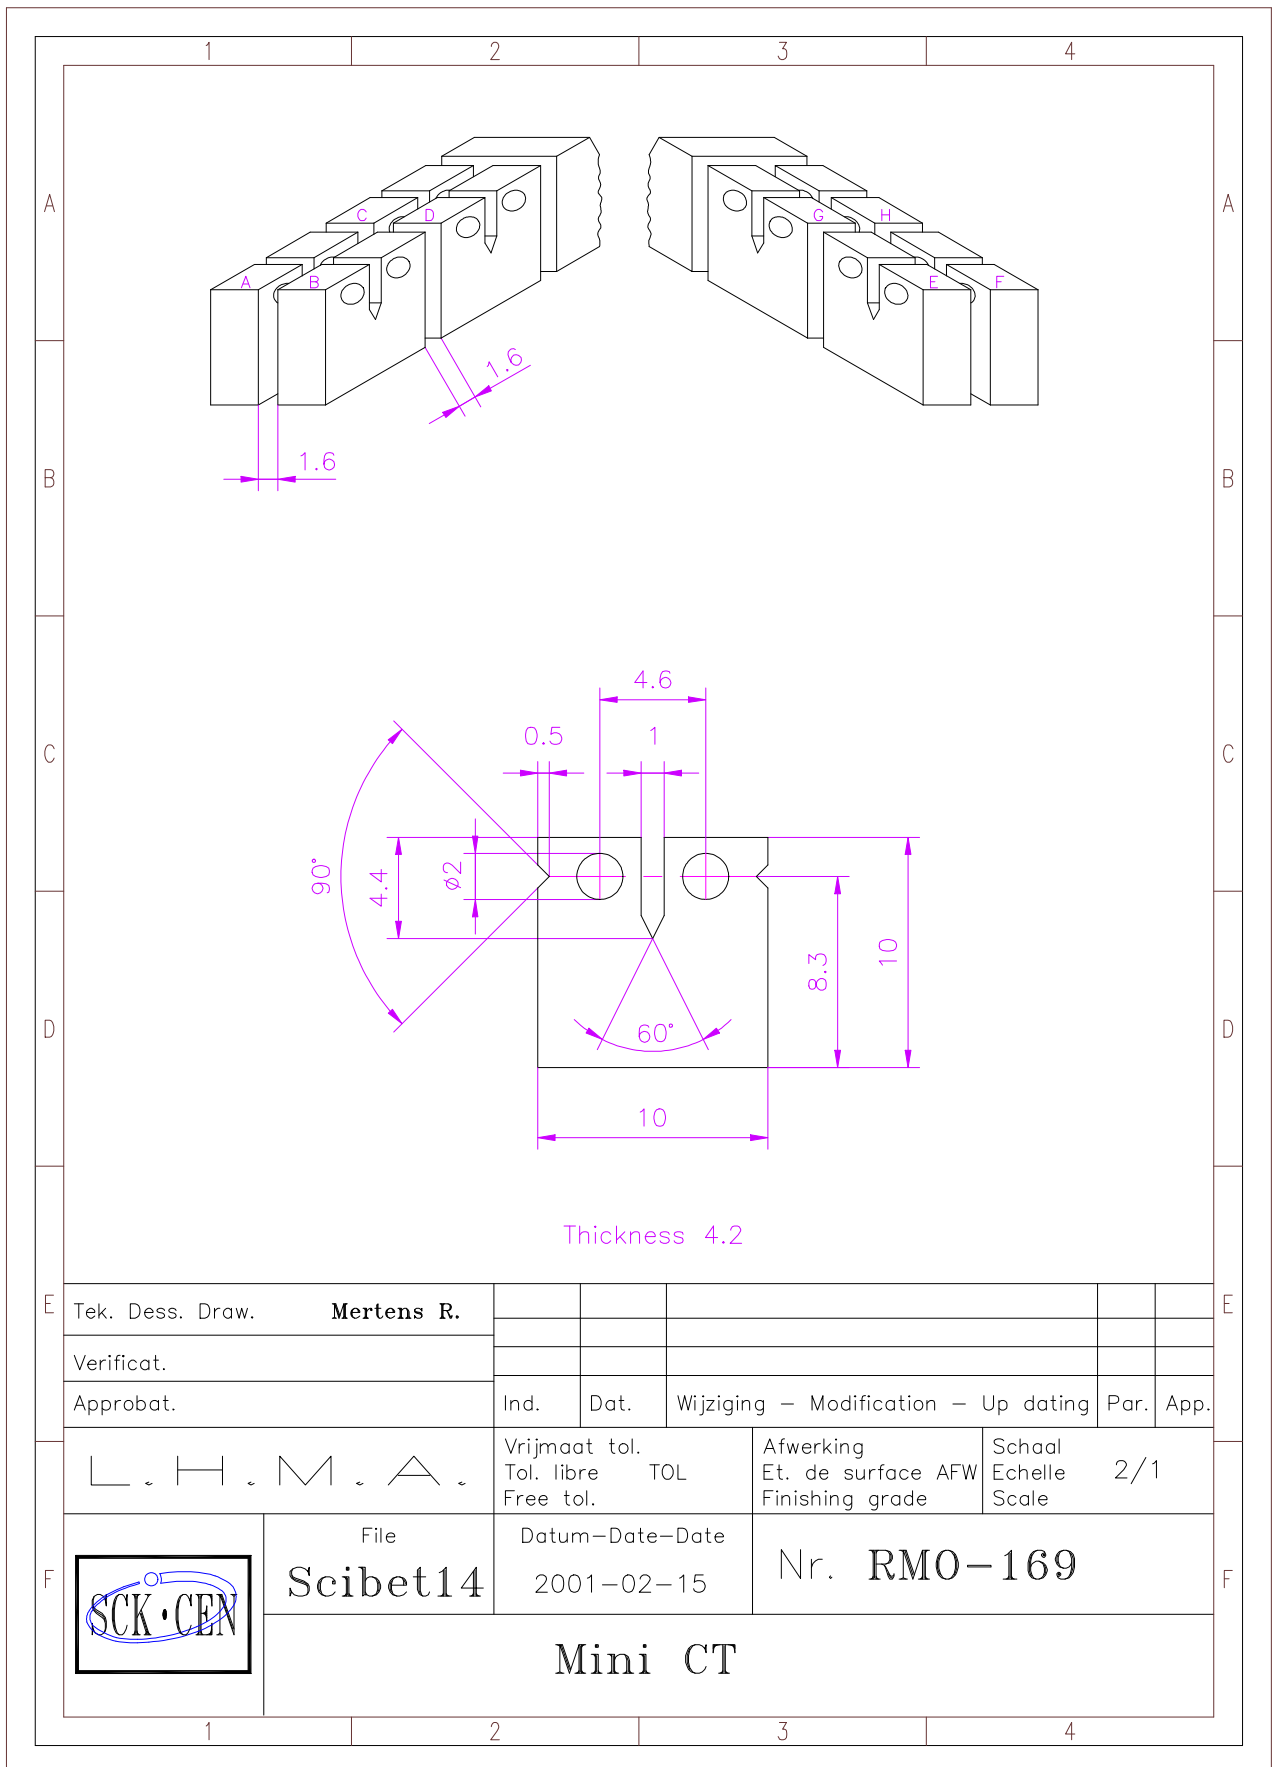 1 2 3 4
A A
C D G H
A B E F
1.6
1.6
B B
4.6
0.5 1
C C
90° 4.4 ø2
8.3 10
60°
D D
10
Thickness 4.2
E E
Tek. Dess. Draw. Mertens R.
Verificat.
Approbat. Ind. Dat. Wijziging – Modification – Up dating Par. App.
L. H. M. A.
Vrijmaat tol.
Tol. libre TOL
Free tol.
Afwerking
Et. de surface AFW
Finishing grade
Schaal
Echelle 2/1
Scale
F F
SCK•CEN
File
Scibet14
Datum–Date–Date
2001–02–15
Nr. RMO–169
Mini CT
1 2 3 4